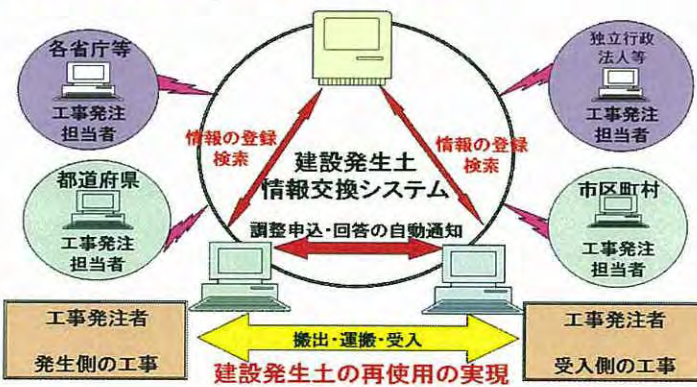 各省庁等
工事発注
担当者
独立行政
法人等
工事発注
担当者
情報の登録
検索
情報の登録
検索
建設発生土
情報交換システム
都道府県
工事発注
担当者
市区町村
工事発注
担当者
調整申込・回答の自動通知
工事発注者
発生側の工事
搬出・運搬・受入
工事発注者
受入側の工事
建設発生土の再使用の実現